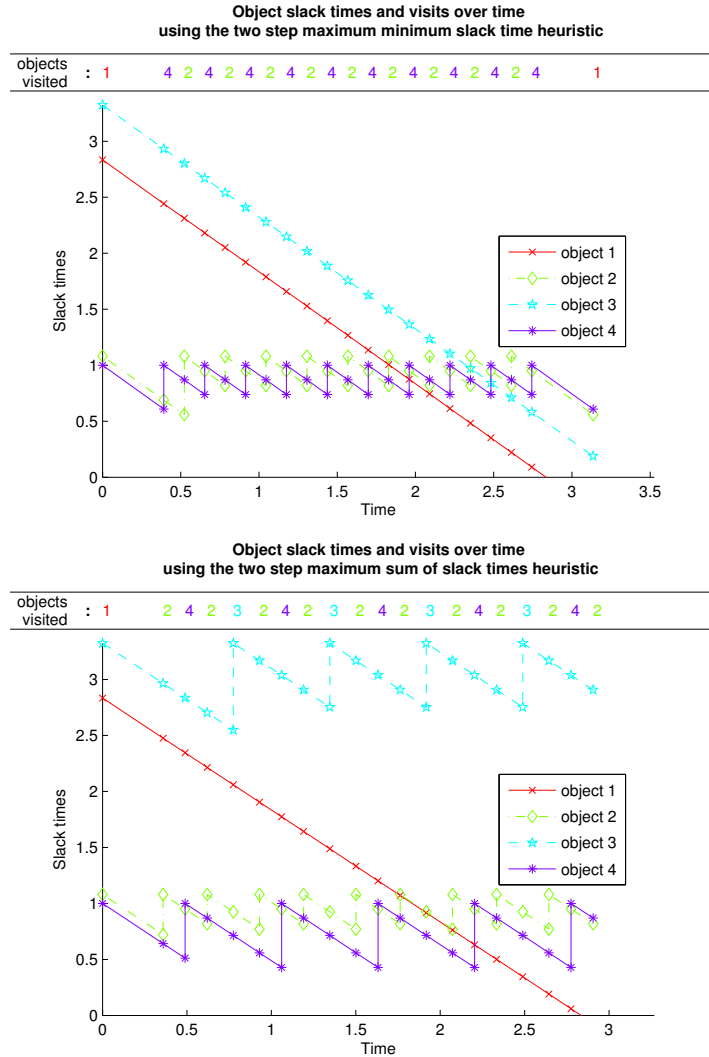 Object slack times and visits over time
using the two step maximum minimum slack time heuristic
objects visited : 1 4 2 4 2 4 2 4 2 4 2 4 2 4 2 4 2 4 2 4 1
3
2.5
2
1.5
1
0.5
0
Slack times
0 0.5 1 1.5 2 2.5 3 3.5
Time
object 1
object 2
object 3
object 4
Object slack times and visits over time
using the two step maximum sum of slack times heuristic
objects visited : 1 2 4 2 3 2 4 2 3 2 4 2 3 2 4 2 3 2 4 2
3
2.5
2
1.5
1
0.5
0
Slack times
0 0.5 1 1.5 2 2.5 3
Time
object 1
object 2
object 3
object 4